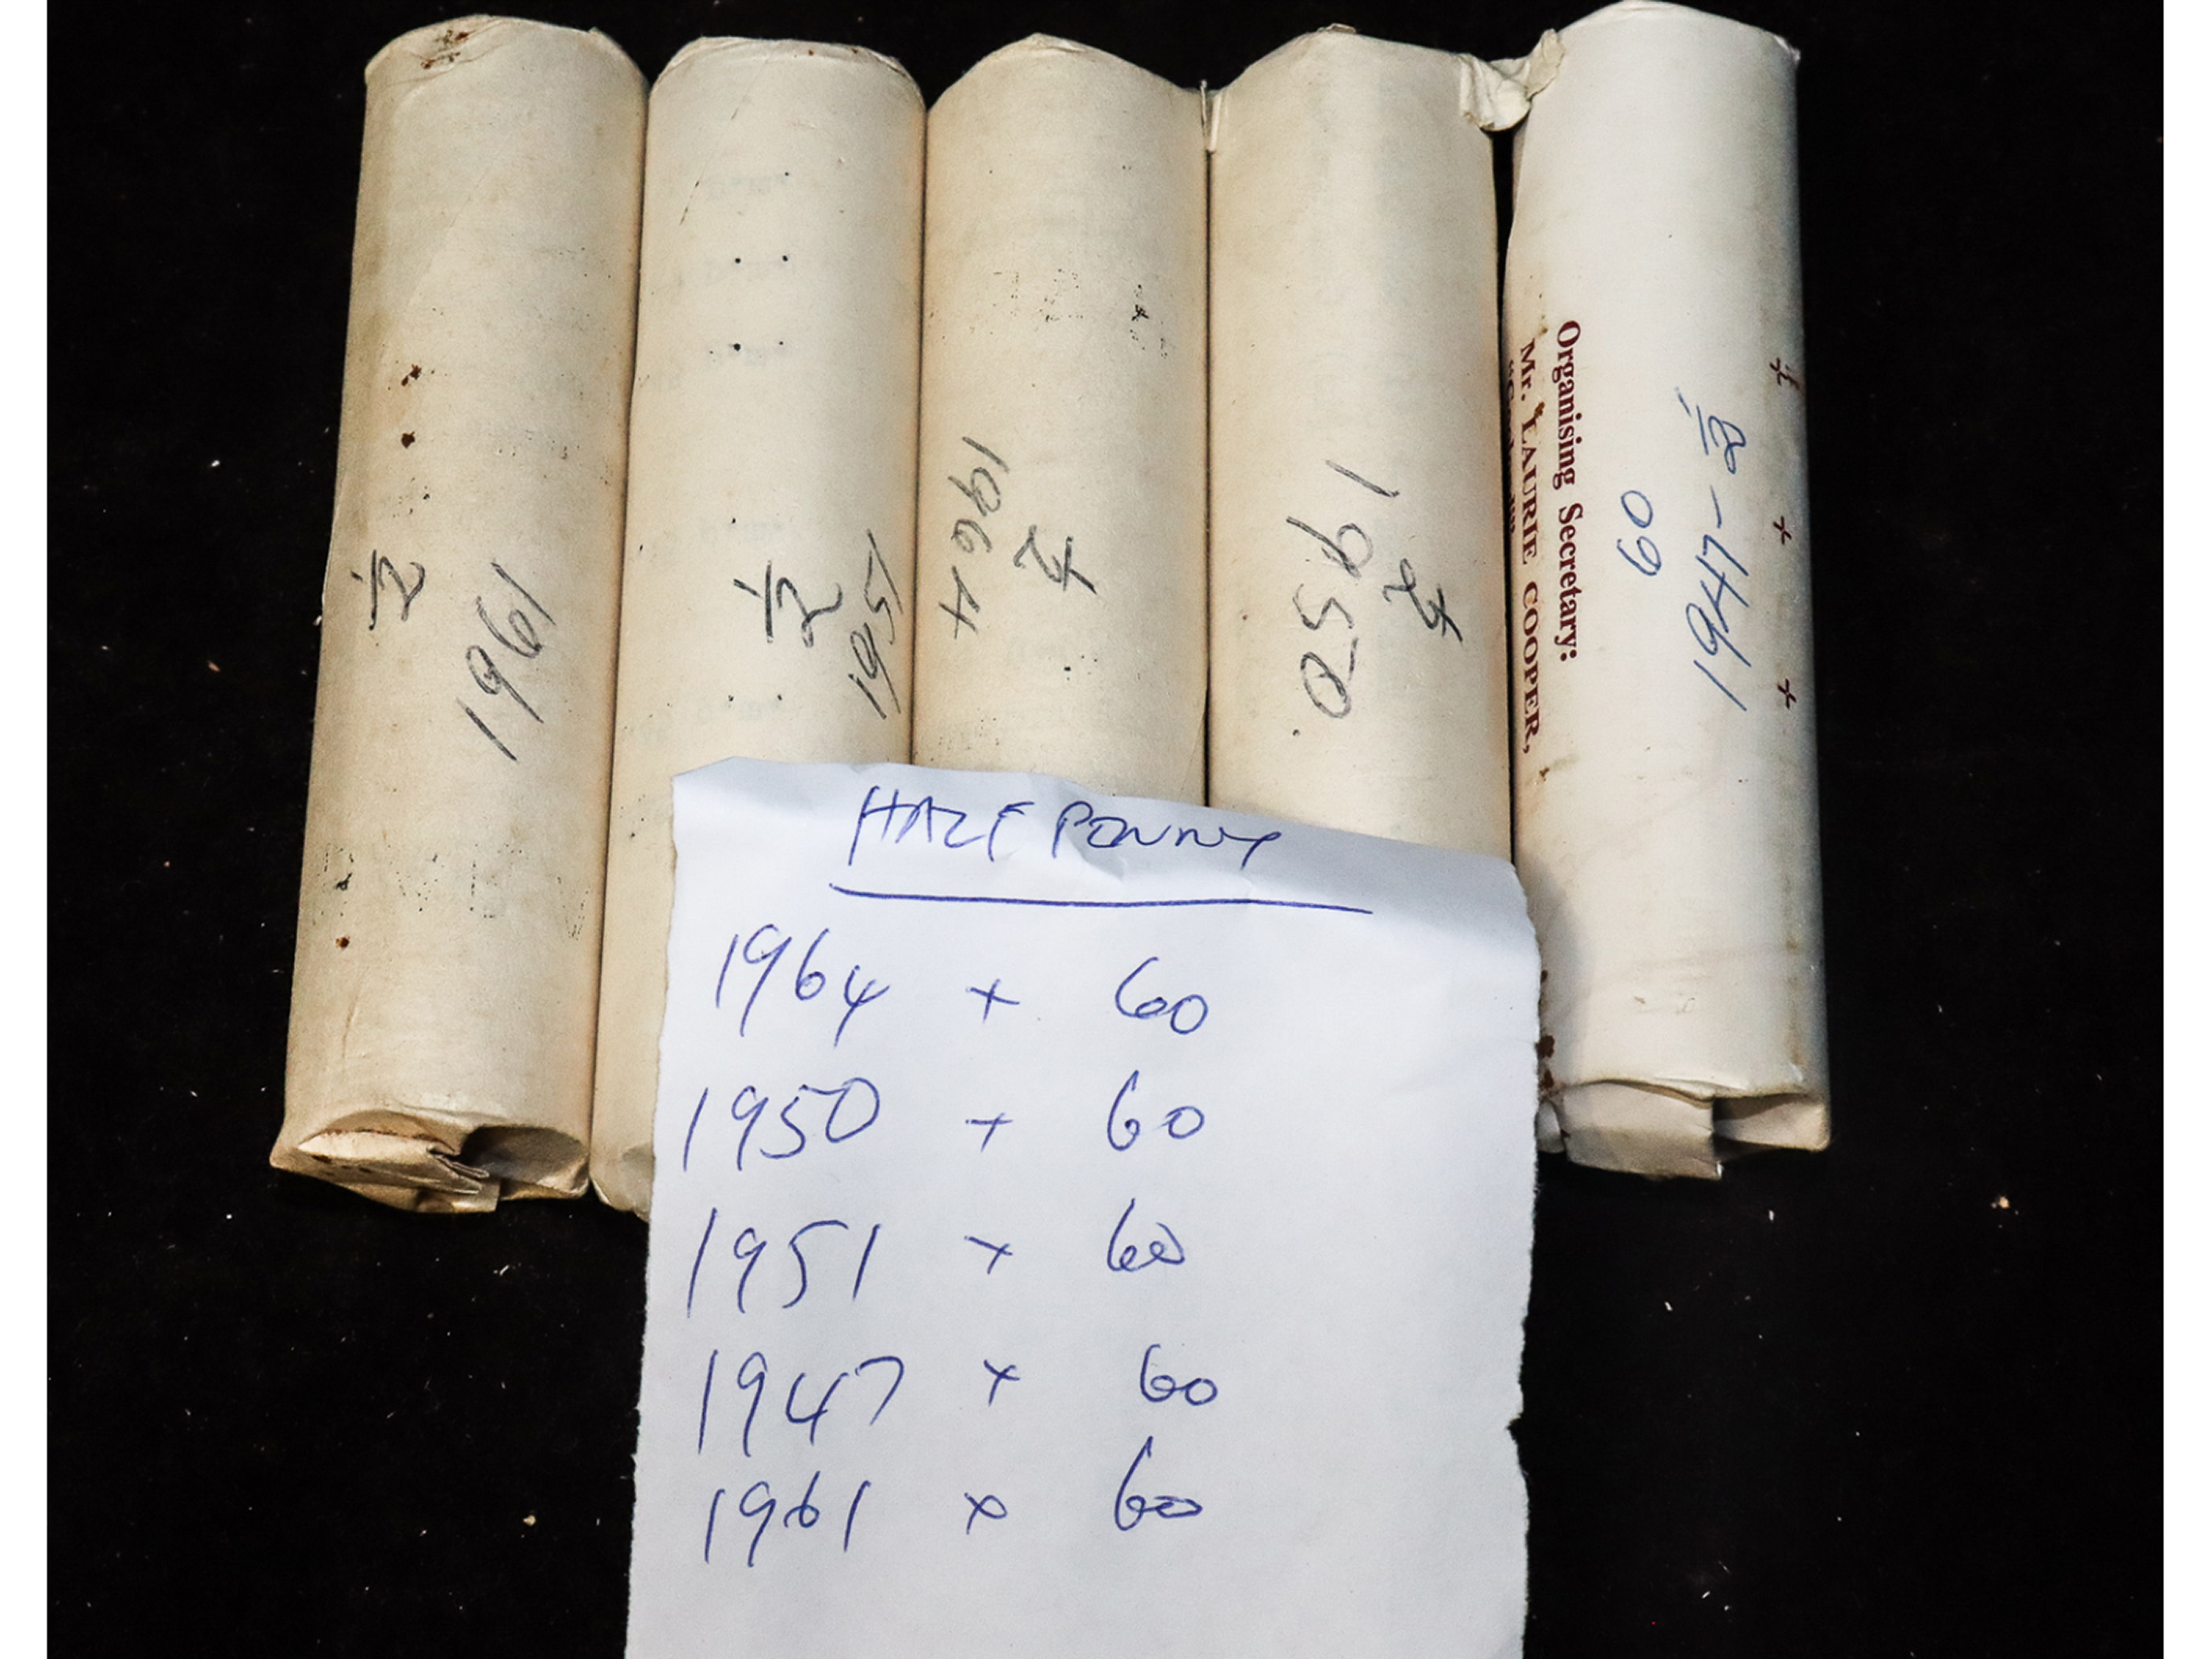 ½
1961
½
1951
1964
½
1950
½
Organising Secretary:
Mr. LAURIE COOPER,
60
1947-½
+
+
HALF PENNY
1964 x 60
1950 x 60
1951 x 60
1947 x 60
1961 x 60